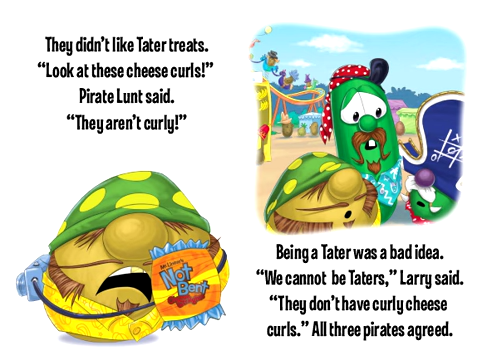 They didn't like Tater treats.
“Look at these cheese curls!”
Pirate Lunt said.
“They aren't curly!”
Not
Bent
Being a Tater was a bad idea.
“We cannot be Taters,” Larry said.
“They don't have curly cheese
curls.” All three pirates agreed.